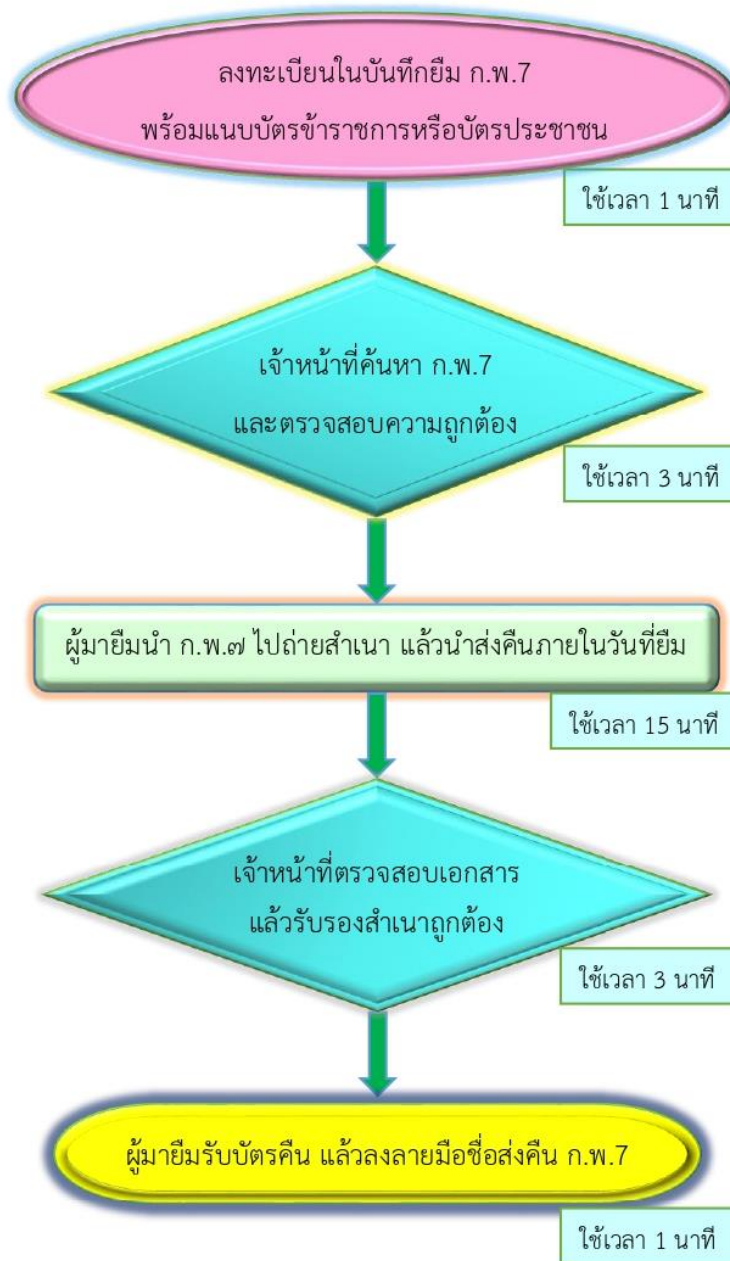 ลงทะเบียนในบันทึกยืม ก.พ.7
พร้อมแนบบัตรข้าราชการหรือบัตรประชาชน
ใช้เวลา 1 นาที
เจ้าหน้าที่ค้นหา ก.พ.7
และตรวจสอบความถูกต้อง
ใช้เวลา 3 นาที
ผู้มายืมนำ ก.พ.๗ ไปถ่ายสำเนา แล้วนำส่งคืนภายในวันที่ยืม
ใช้เวลา 15 นาที
เจ้าหน้าที่ตรวจสอบเอกสาร
แล้วรับรองสำเนาถูกต้อง
ใช้เวลา 3 นาที
ผู้มายืมรับบัตรคืน แล้วลงลายมือชื่อส่งคืน ก.พ.7
ใช้เวลา 1 นาที